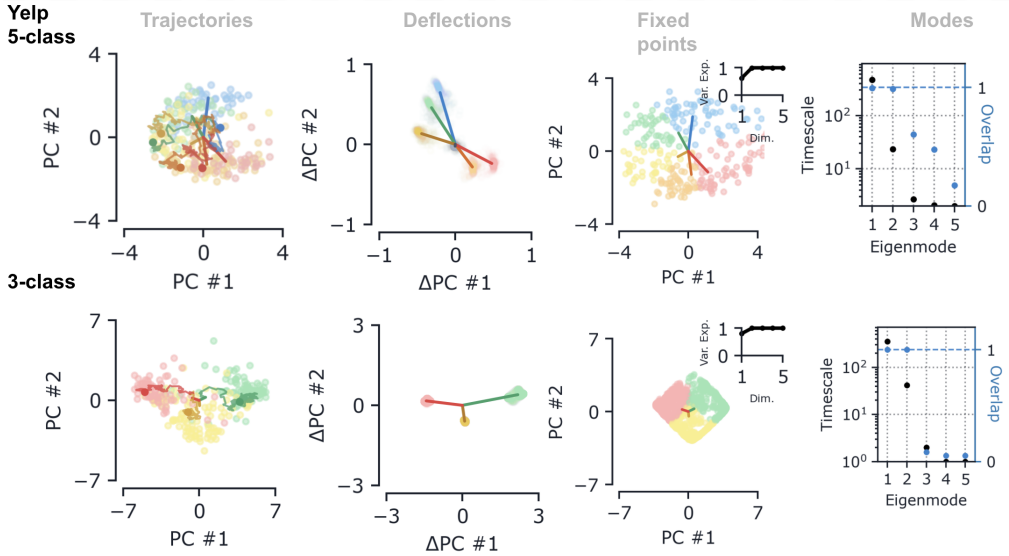 Yelp
5-class
Trajectories
Deflections
Fixed
points
Modes
4
0
−4
PC #2
−4 0 4
PC #1
1
0
−1
ΔPC #2
−1 0 1
ΔPC #1
4
0
−4
PC #2
−4 0 4
PC #1
Var. Exp.
1
0
1 5
Dim.
Timescale
10²
10¹
1
0
Overlap
1 2 3 4 5
Eigenmode
3-class
7
0
−7
PC #2
−7 0 7
PC #1
3
0
−3
ΔPC #2
−3 0 3
ΔPC #1
7
0
−7
PC #2
−7 0 7
PC #1
Var. Exp.
1
0
1 5
Dim.
Timescale
10²
10¹
10⁰
1
0
Overlap
1 2 3 4 5
Eigenmode